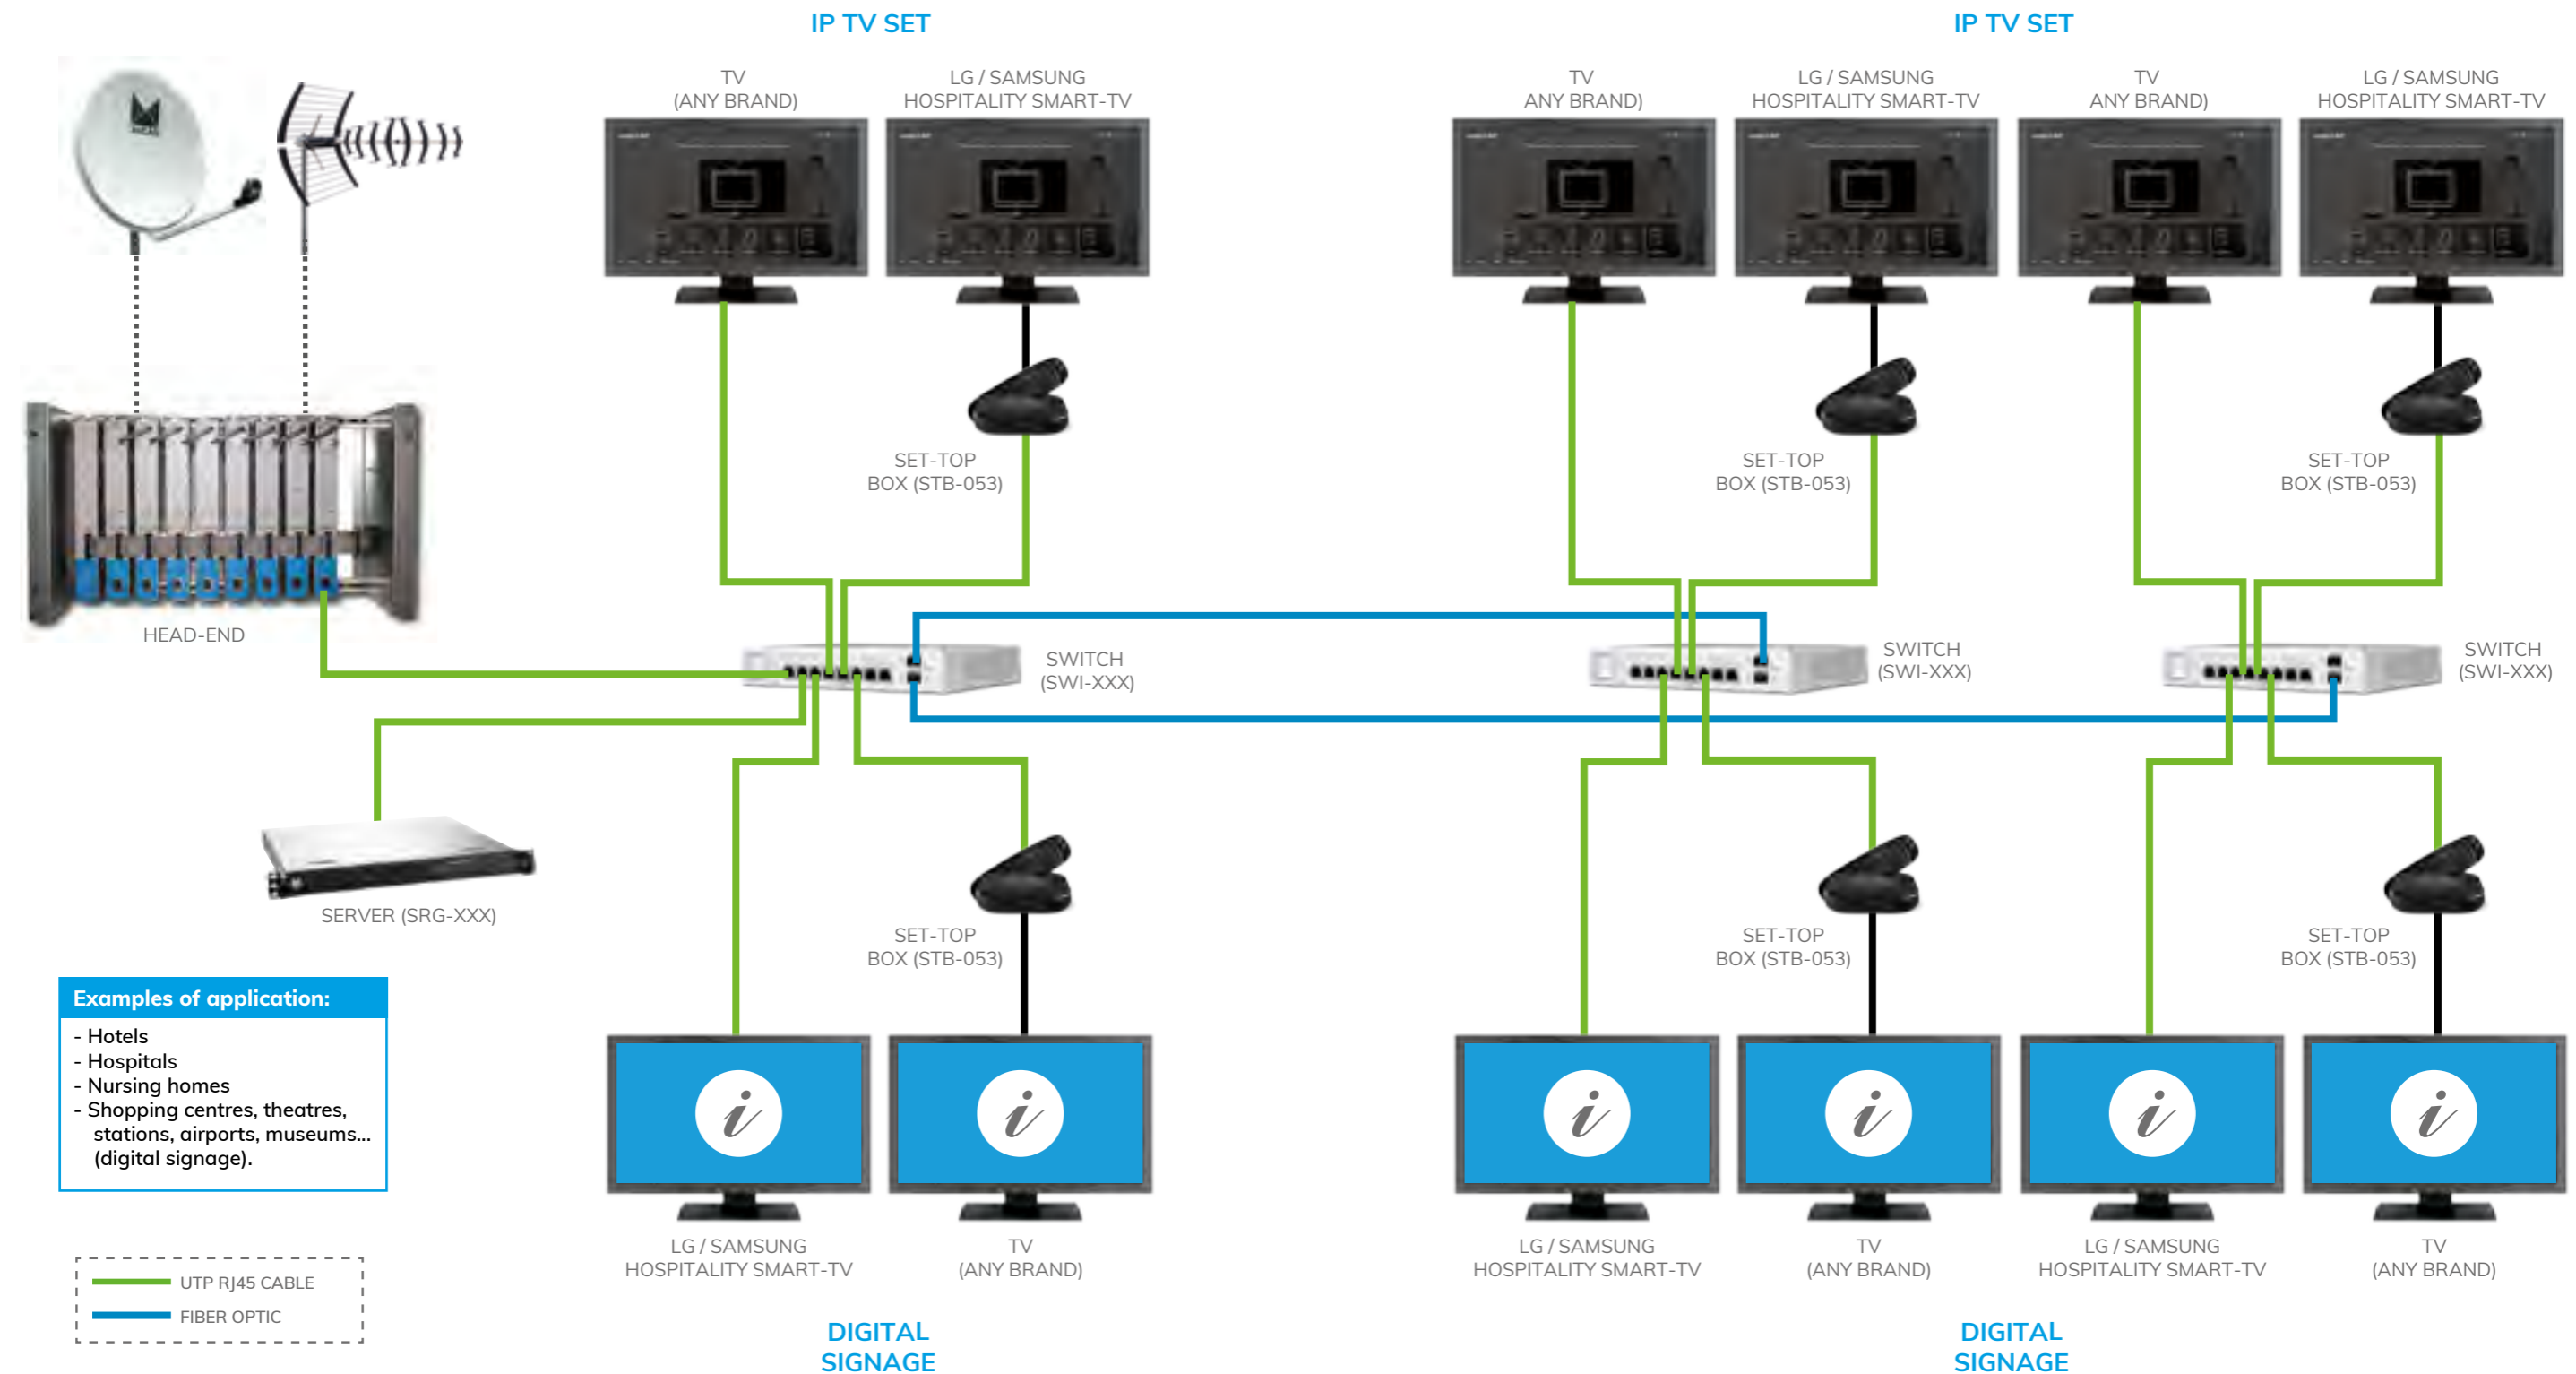 IP TV SET
IP TV SET
TV
(ANY BRAND)
LG / SAMSUNG
HOSPITALITY SMART-TV
TV
ANY BRAND)
LG / SAMSUNG
HOSPITALITY SMART-TV
TV
ANY BRAND)
LG / SAMSUNG
HOSPITALITY SMART-TV
SET-TOP
BOX (STB-053)
SET-TOP
BOX (STB-053)
SET-TOP
BOX (STB-053)
HEAD-END
SWITCH
(SWI-XXX)
SWITCH
(SWI-XXX)
SWITCH
(SWI-XXX)
SERVER (SRG-XXX)
SET-TOP
BOX (STB-053)
SET-TOP
BOX (STB-053)
SET-TOP
BOX (STB-053)
Examples of application:
- Hotels
- Hospitals
- Nursing homes
- Shopping centres, theatres,
stations, airports, museums...
(digital signage).
i
i
i
i
i
i
LG / SAMSUNG
HOSPITALITY SMART-TV
TV
(ANY BRAND)
LG / SAMSUNG
HOSPITALITY SMART-TV
TV
(ANY BRAND)
LG / SAMSUNG
HOSPITALITY SMART-TV
TV
(ANY BRAND)
UTP RJ45 CABLE
FIBER OPTIC
DIGITAL
SIGNAGE
DIGITAL
SIGNAGE